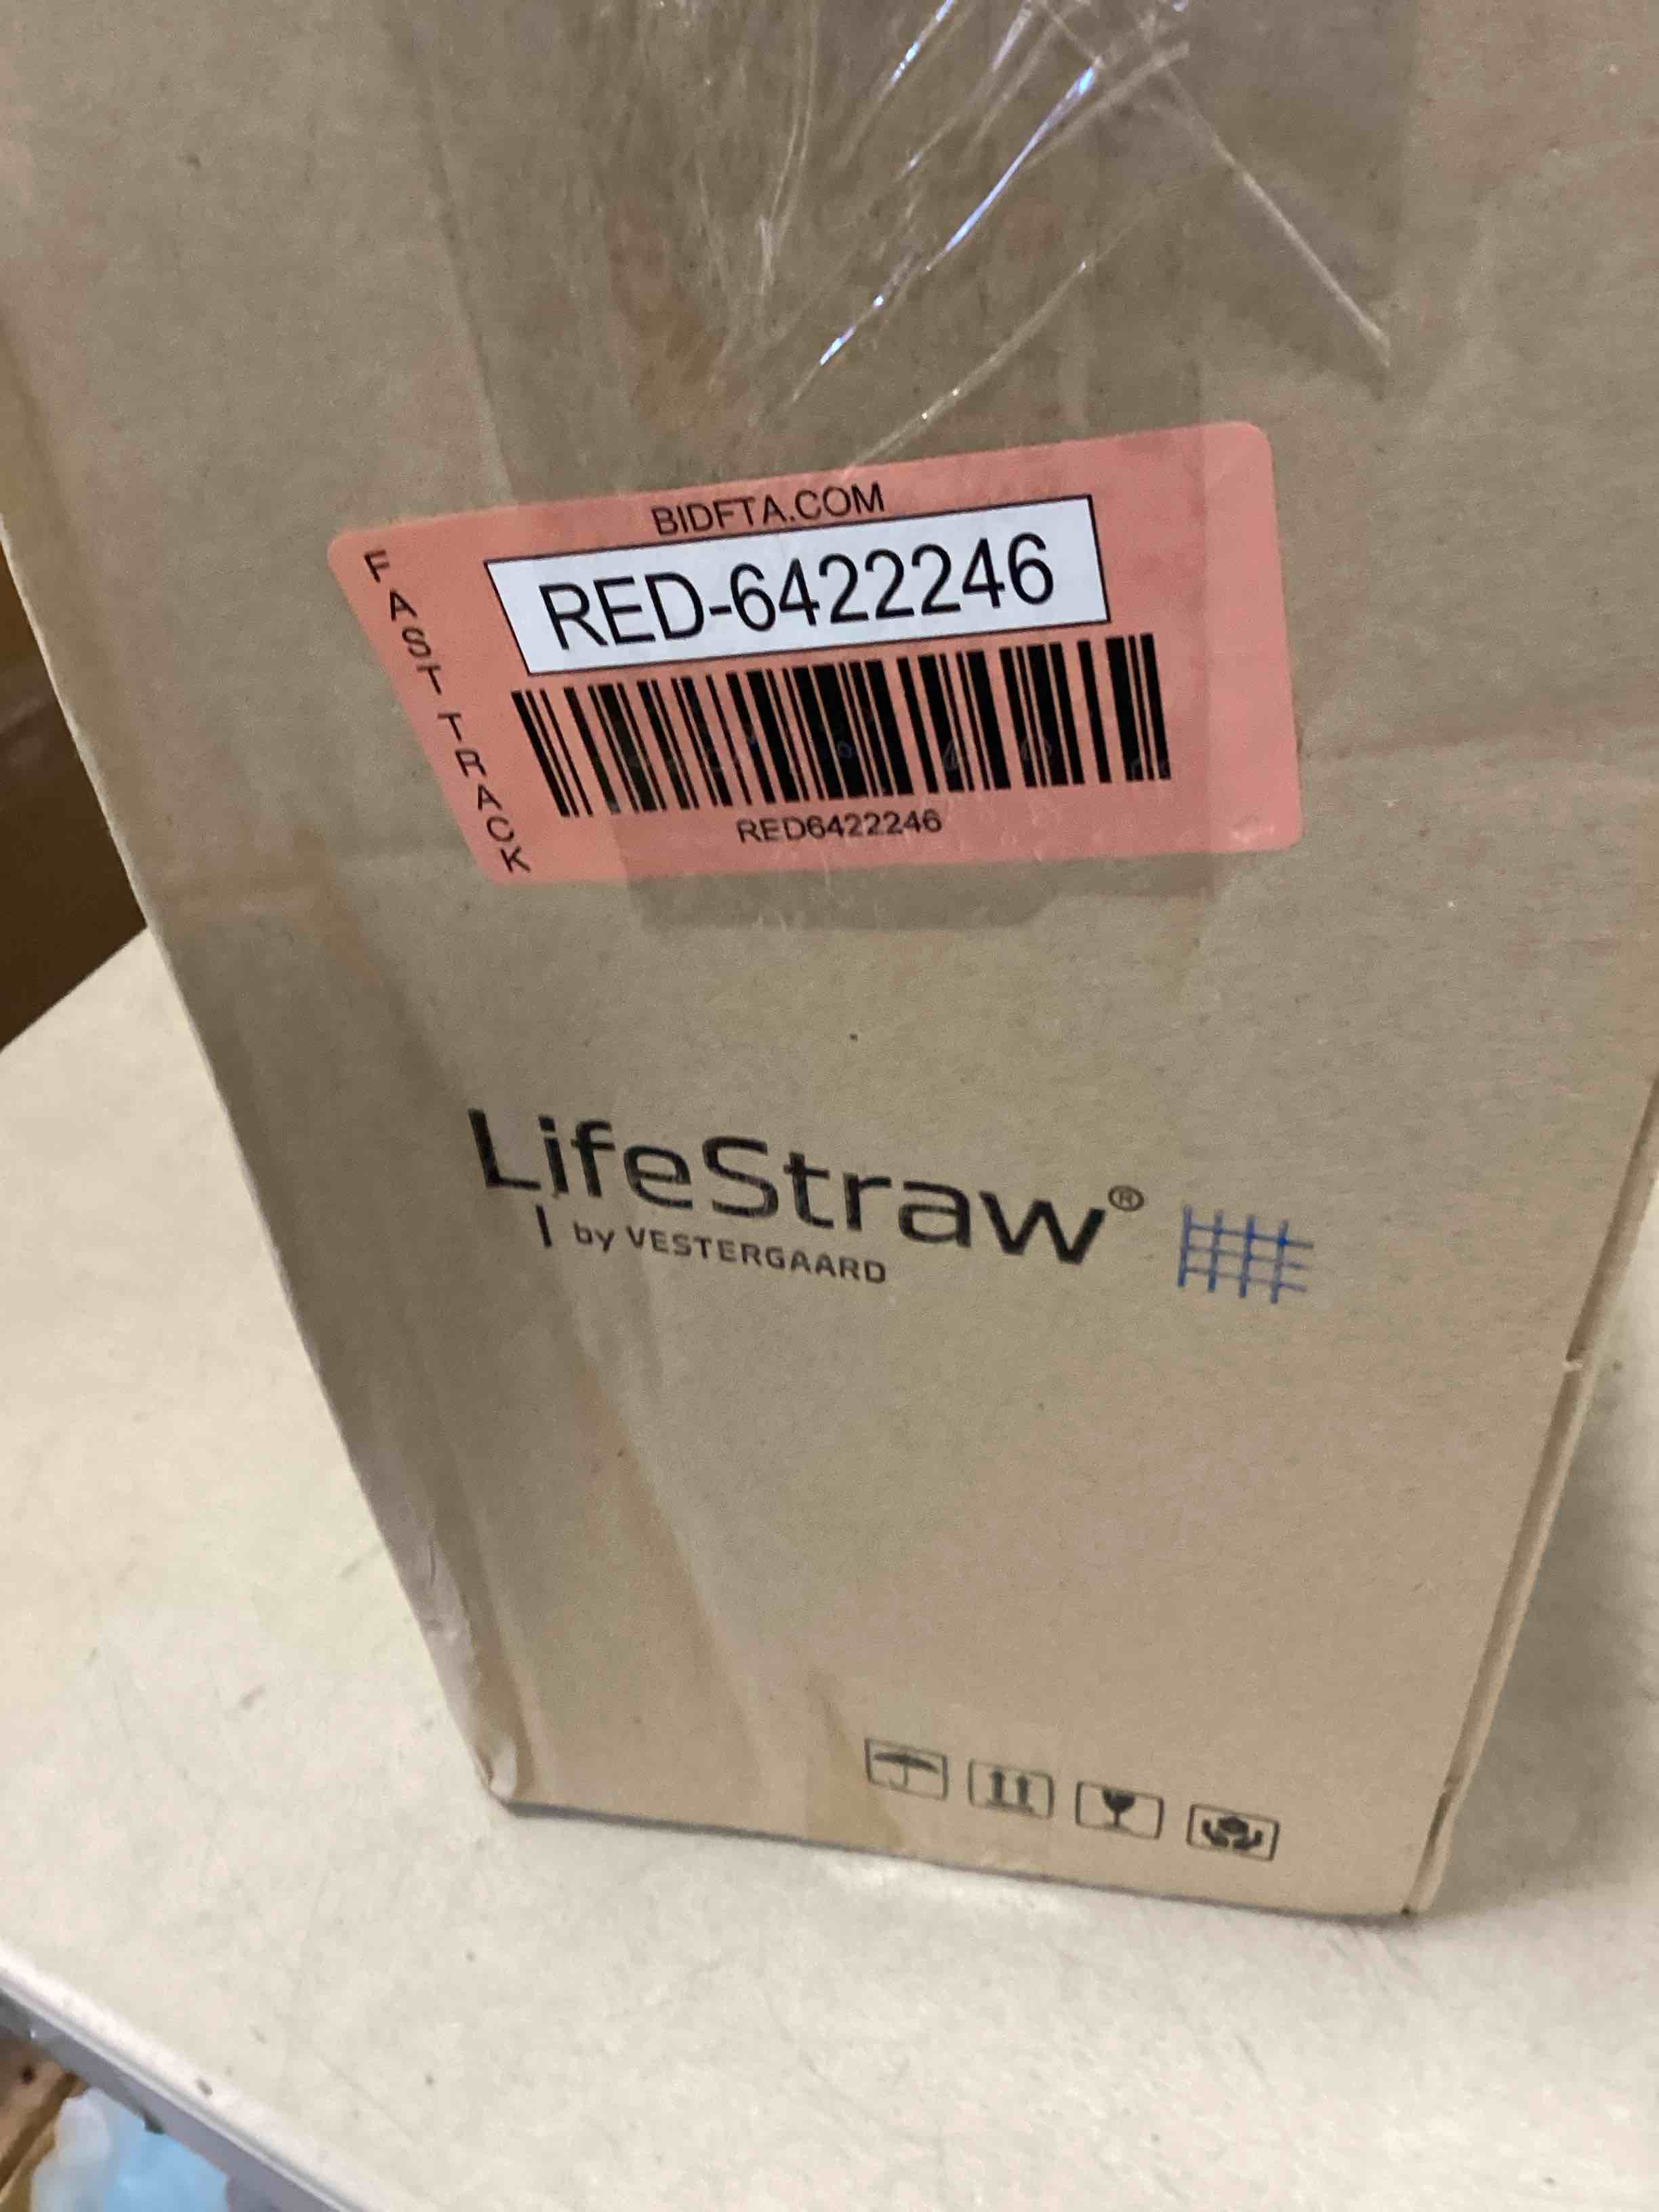 BIDFTA.COM
RED-6422246
FAST TRACK
RED6422246
LifeStraw®
by VESTERGAARD